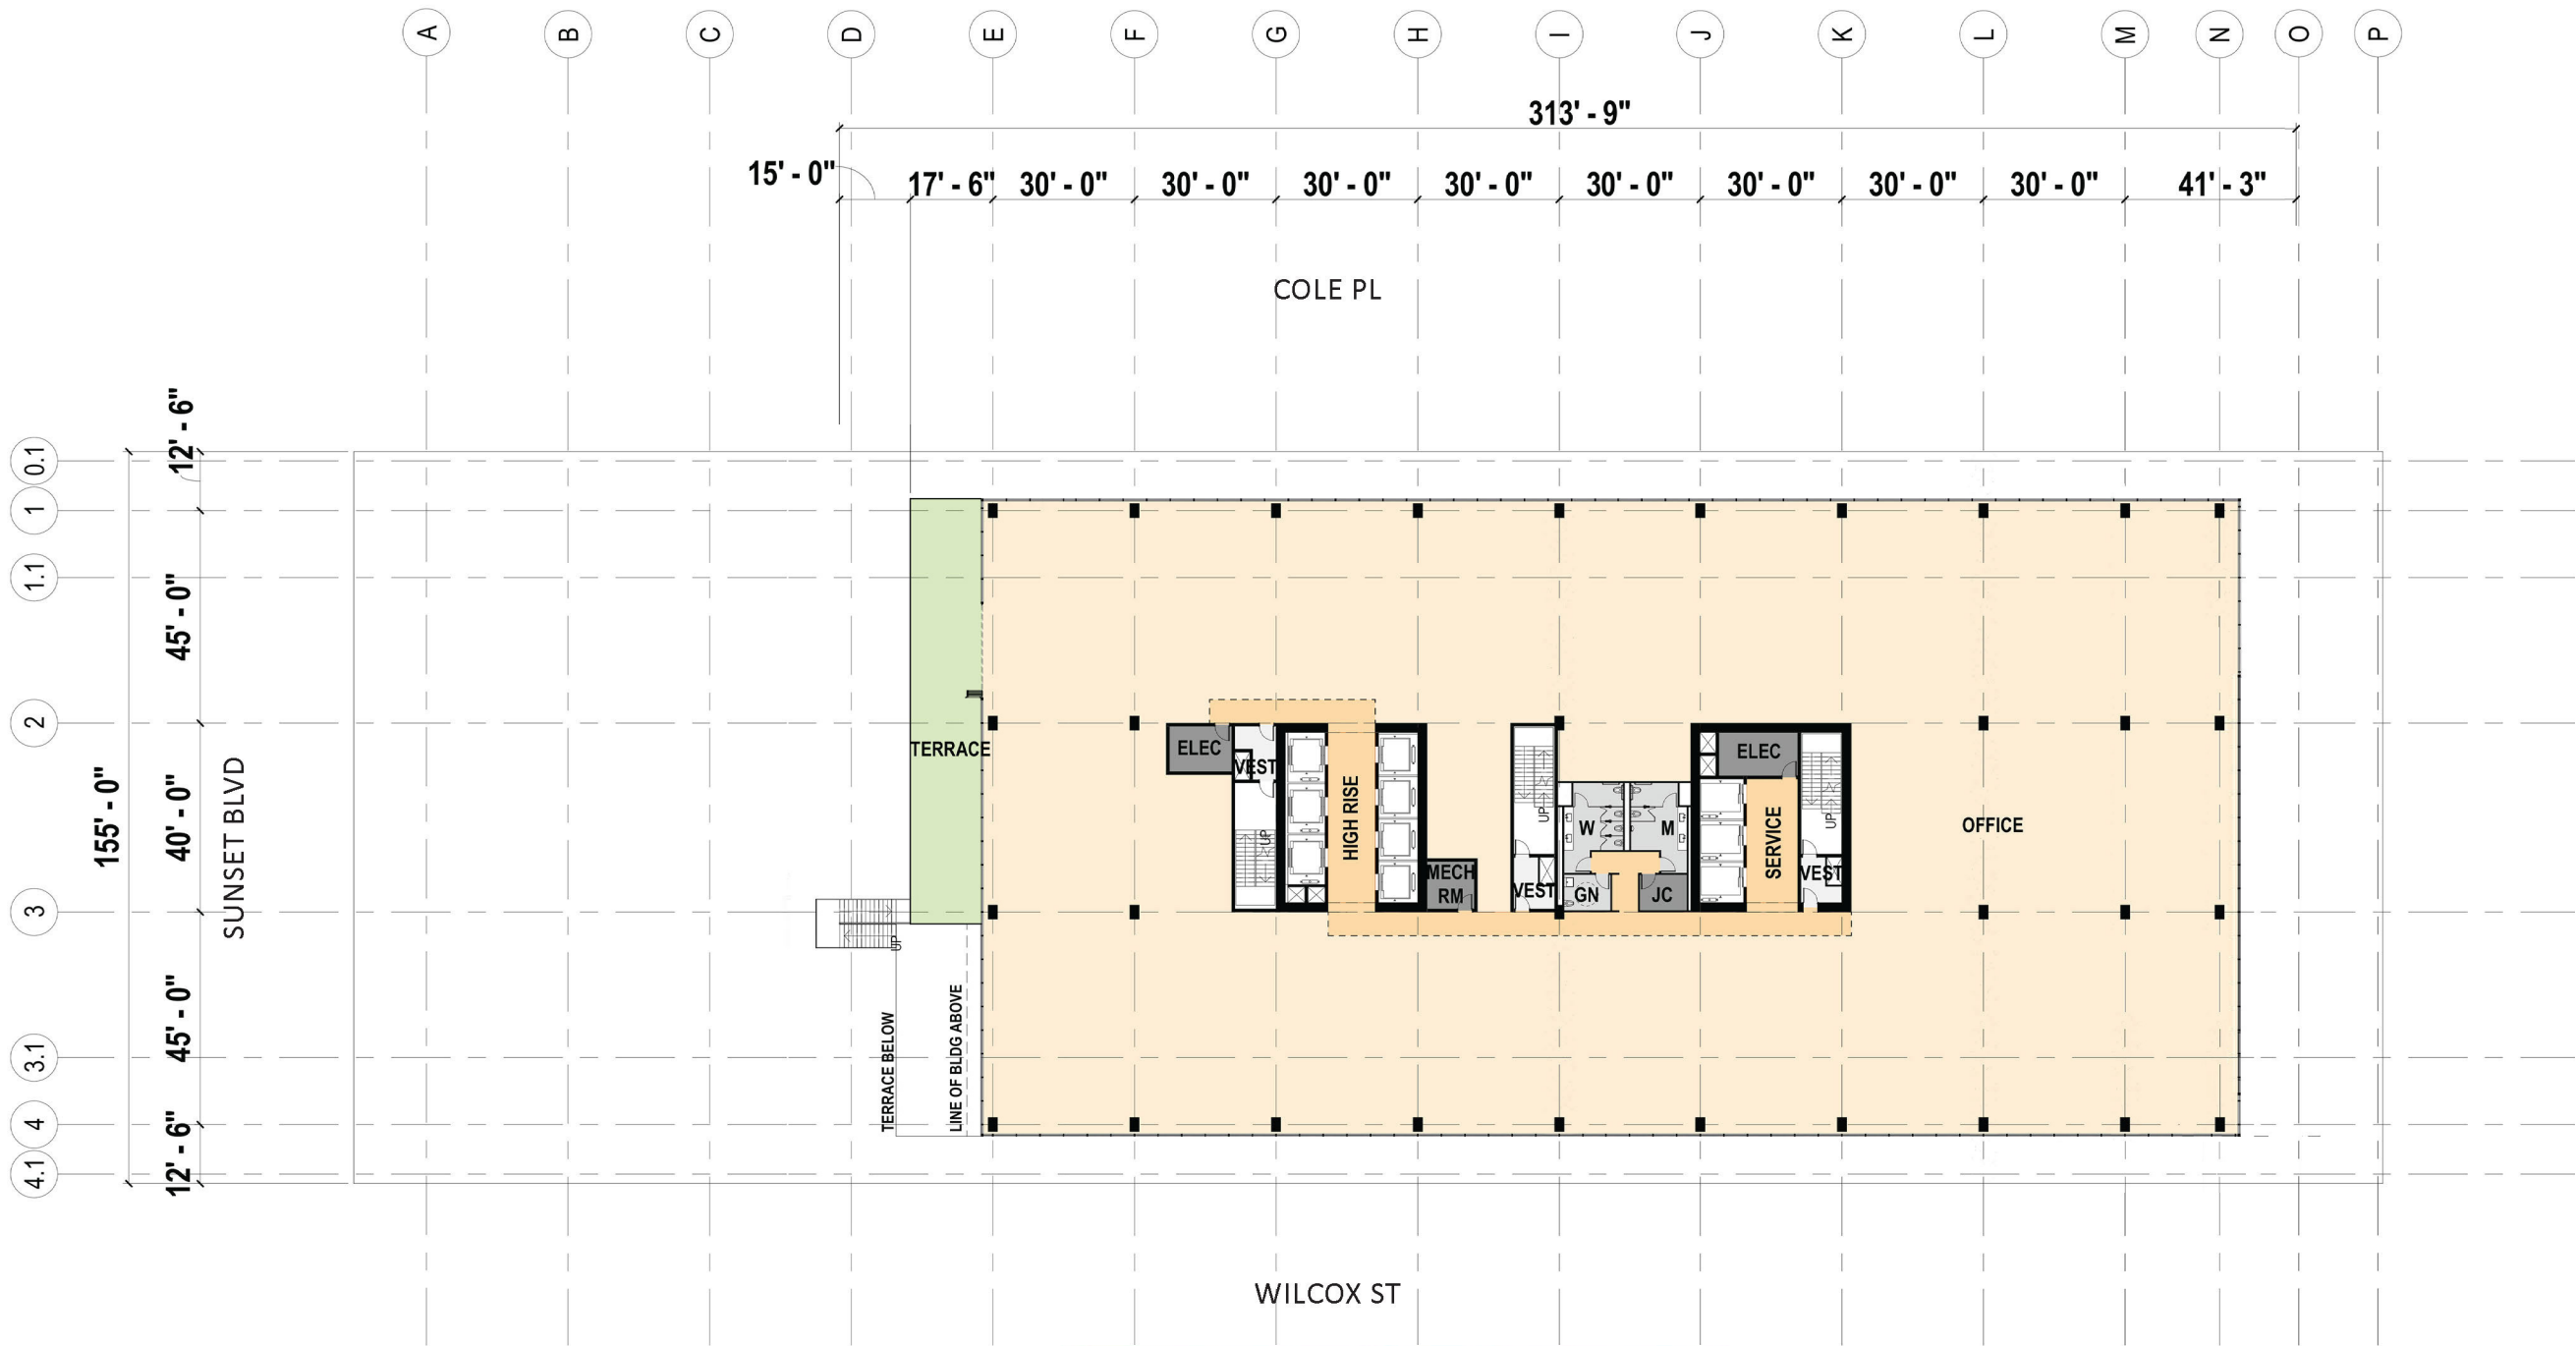 A
B
C
D
E
F
G
H
I
J
K
L
M
N
O
P
313' - 9"
15' - 0"
17' - 6"
30' - 0"
30' - 0"
30' - 0"
30' - 0"
30' - 0"
30' - 0"
30' - 0"
30' - 0"
41' - 3"
COLE PL
0.1
1
1.1
2
3
3.1
4
4.1
12' - 6"
45' - 0"
40' - 0"
45' - 0"
12' - 6"
155' - 0"
SUNSET BLVD
TERRACE
ELEC
VEST
UP
HIGH RISE
MECH
RM
UP
VEST
W
M
GN
JC
ELEC
SERVICE
UP
VEST
OFFICE
UP
TERRACE BELOW
LINE OF BLDG ABOVE
WILCOX ST